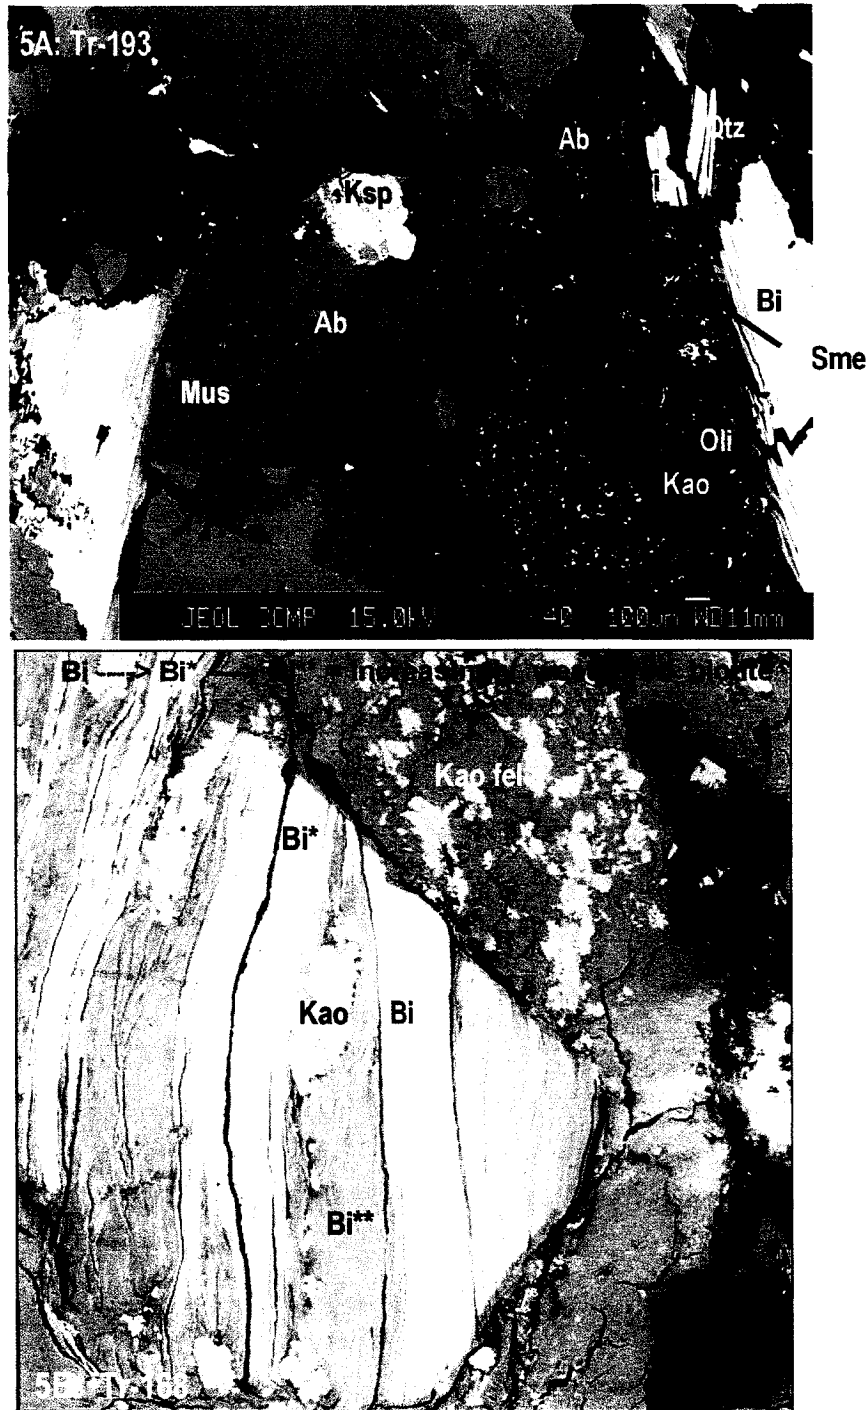 5A: Tr-193
Ab
Qtz
Ksp
Bi
Ab
Sme
Mus
Oli
Kao
JEOL COMP 15.0kV 100µm WD11mm
Bi ---> Bi*
biotite
Kao fel
Bi*
Kao
Bi
Bi**